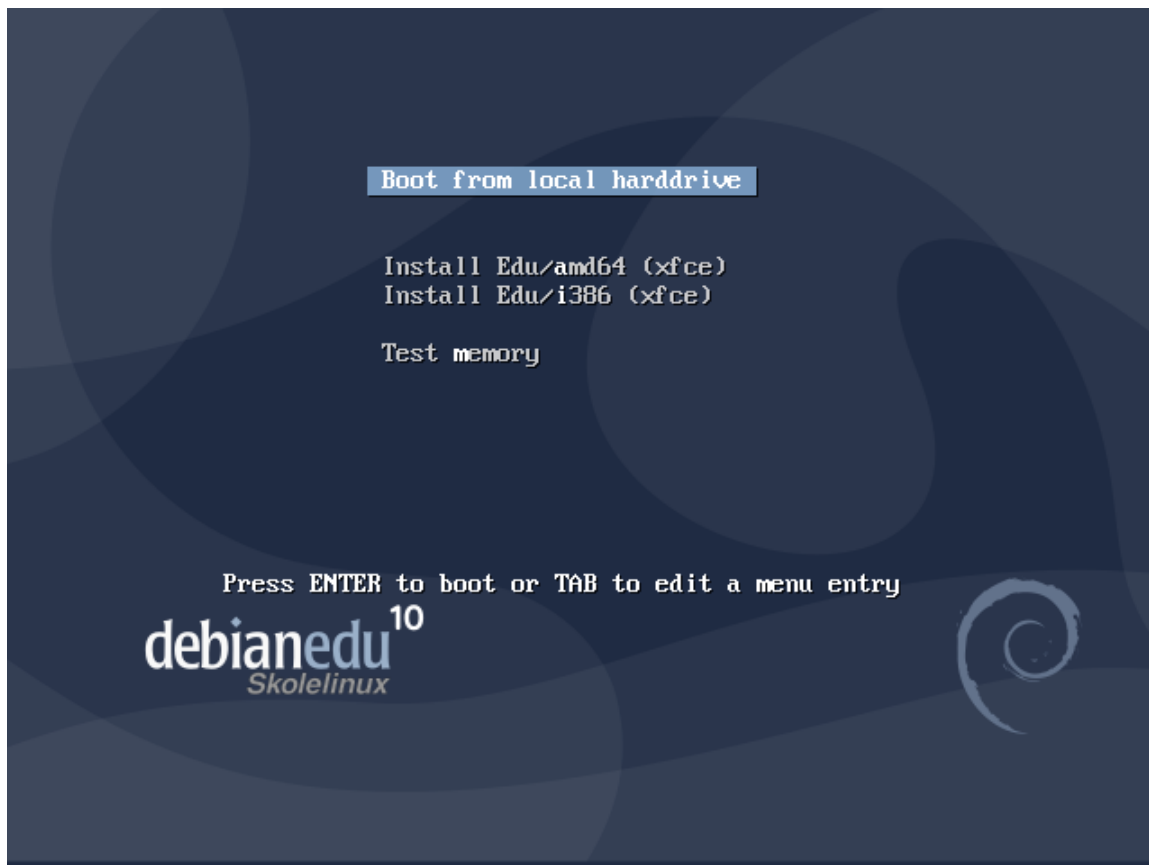 Boot from local harddrive
Install Edu/amd64 (xfce)
Install Edu/i386 (xfce)
Test memory
Press ENTER to boot or TAB to edit a menu entry
debianedu 10
Skolelinux